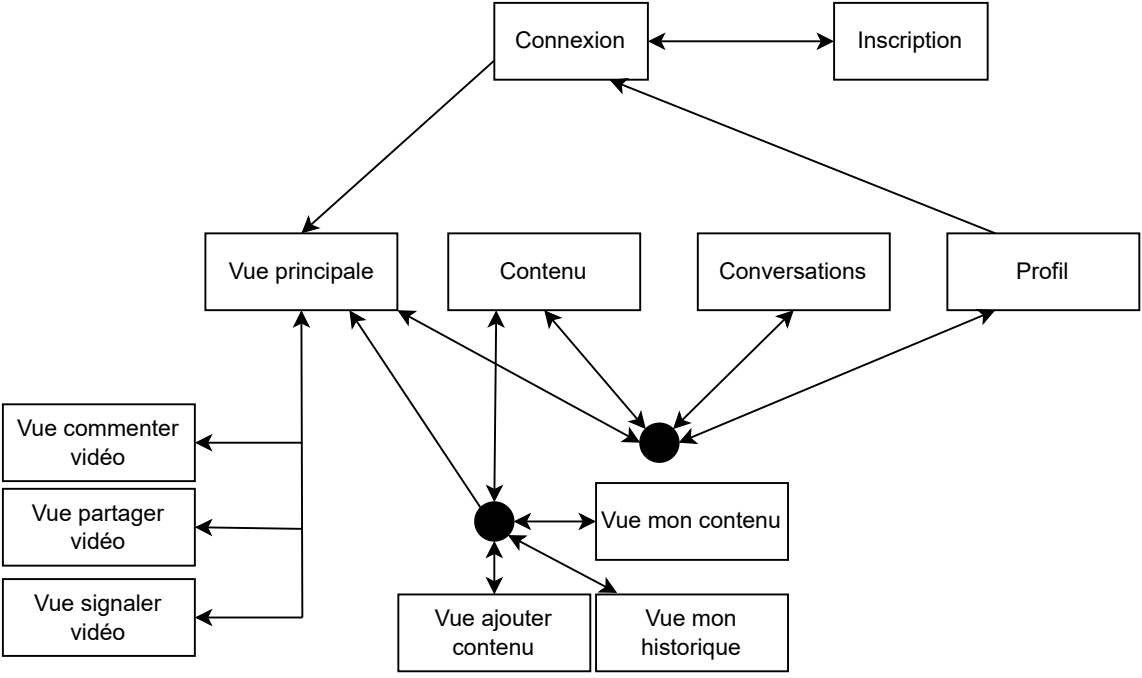 Connexion
Inscription
Vue principale
Contenu
Conversations
Profil
Vue commenter
vidéo
Vue partager
vidéo
Vue mon contenu
Vue signaler
vidéo
Vue ajouter
contenu
Vue mon
historique